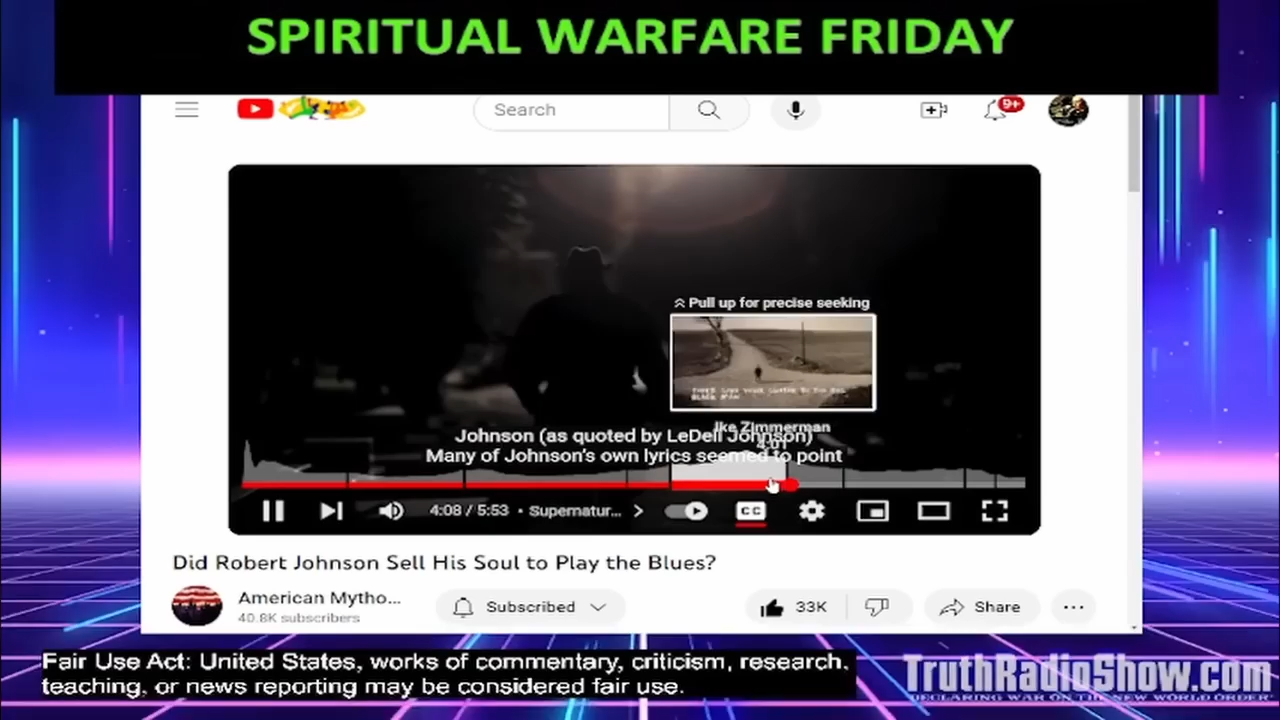 SPIRITUAL WARFARE FRIDAY
Search
9+
Pull up for precise seeking
Ike Zimmerman
4:01
Johnson (as quoted by LeDell Johnson)
Many of Johnson's own lyrics seemed to point
4:08 / 5:53 • Supernatur...
CC
Did Robert Johnson Sell His Soul to Play the Blues?
American Mytho...
40.8K subscribers
Subscribed
33K
Share
Fair Use Act: United States, works of commentary, criticism, research,
teaching, or news reporting may be considered fair use.
TruthRadioShow.com
DECLARING WAR ON THE NEW WORLD ORDER